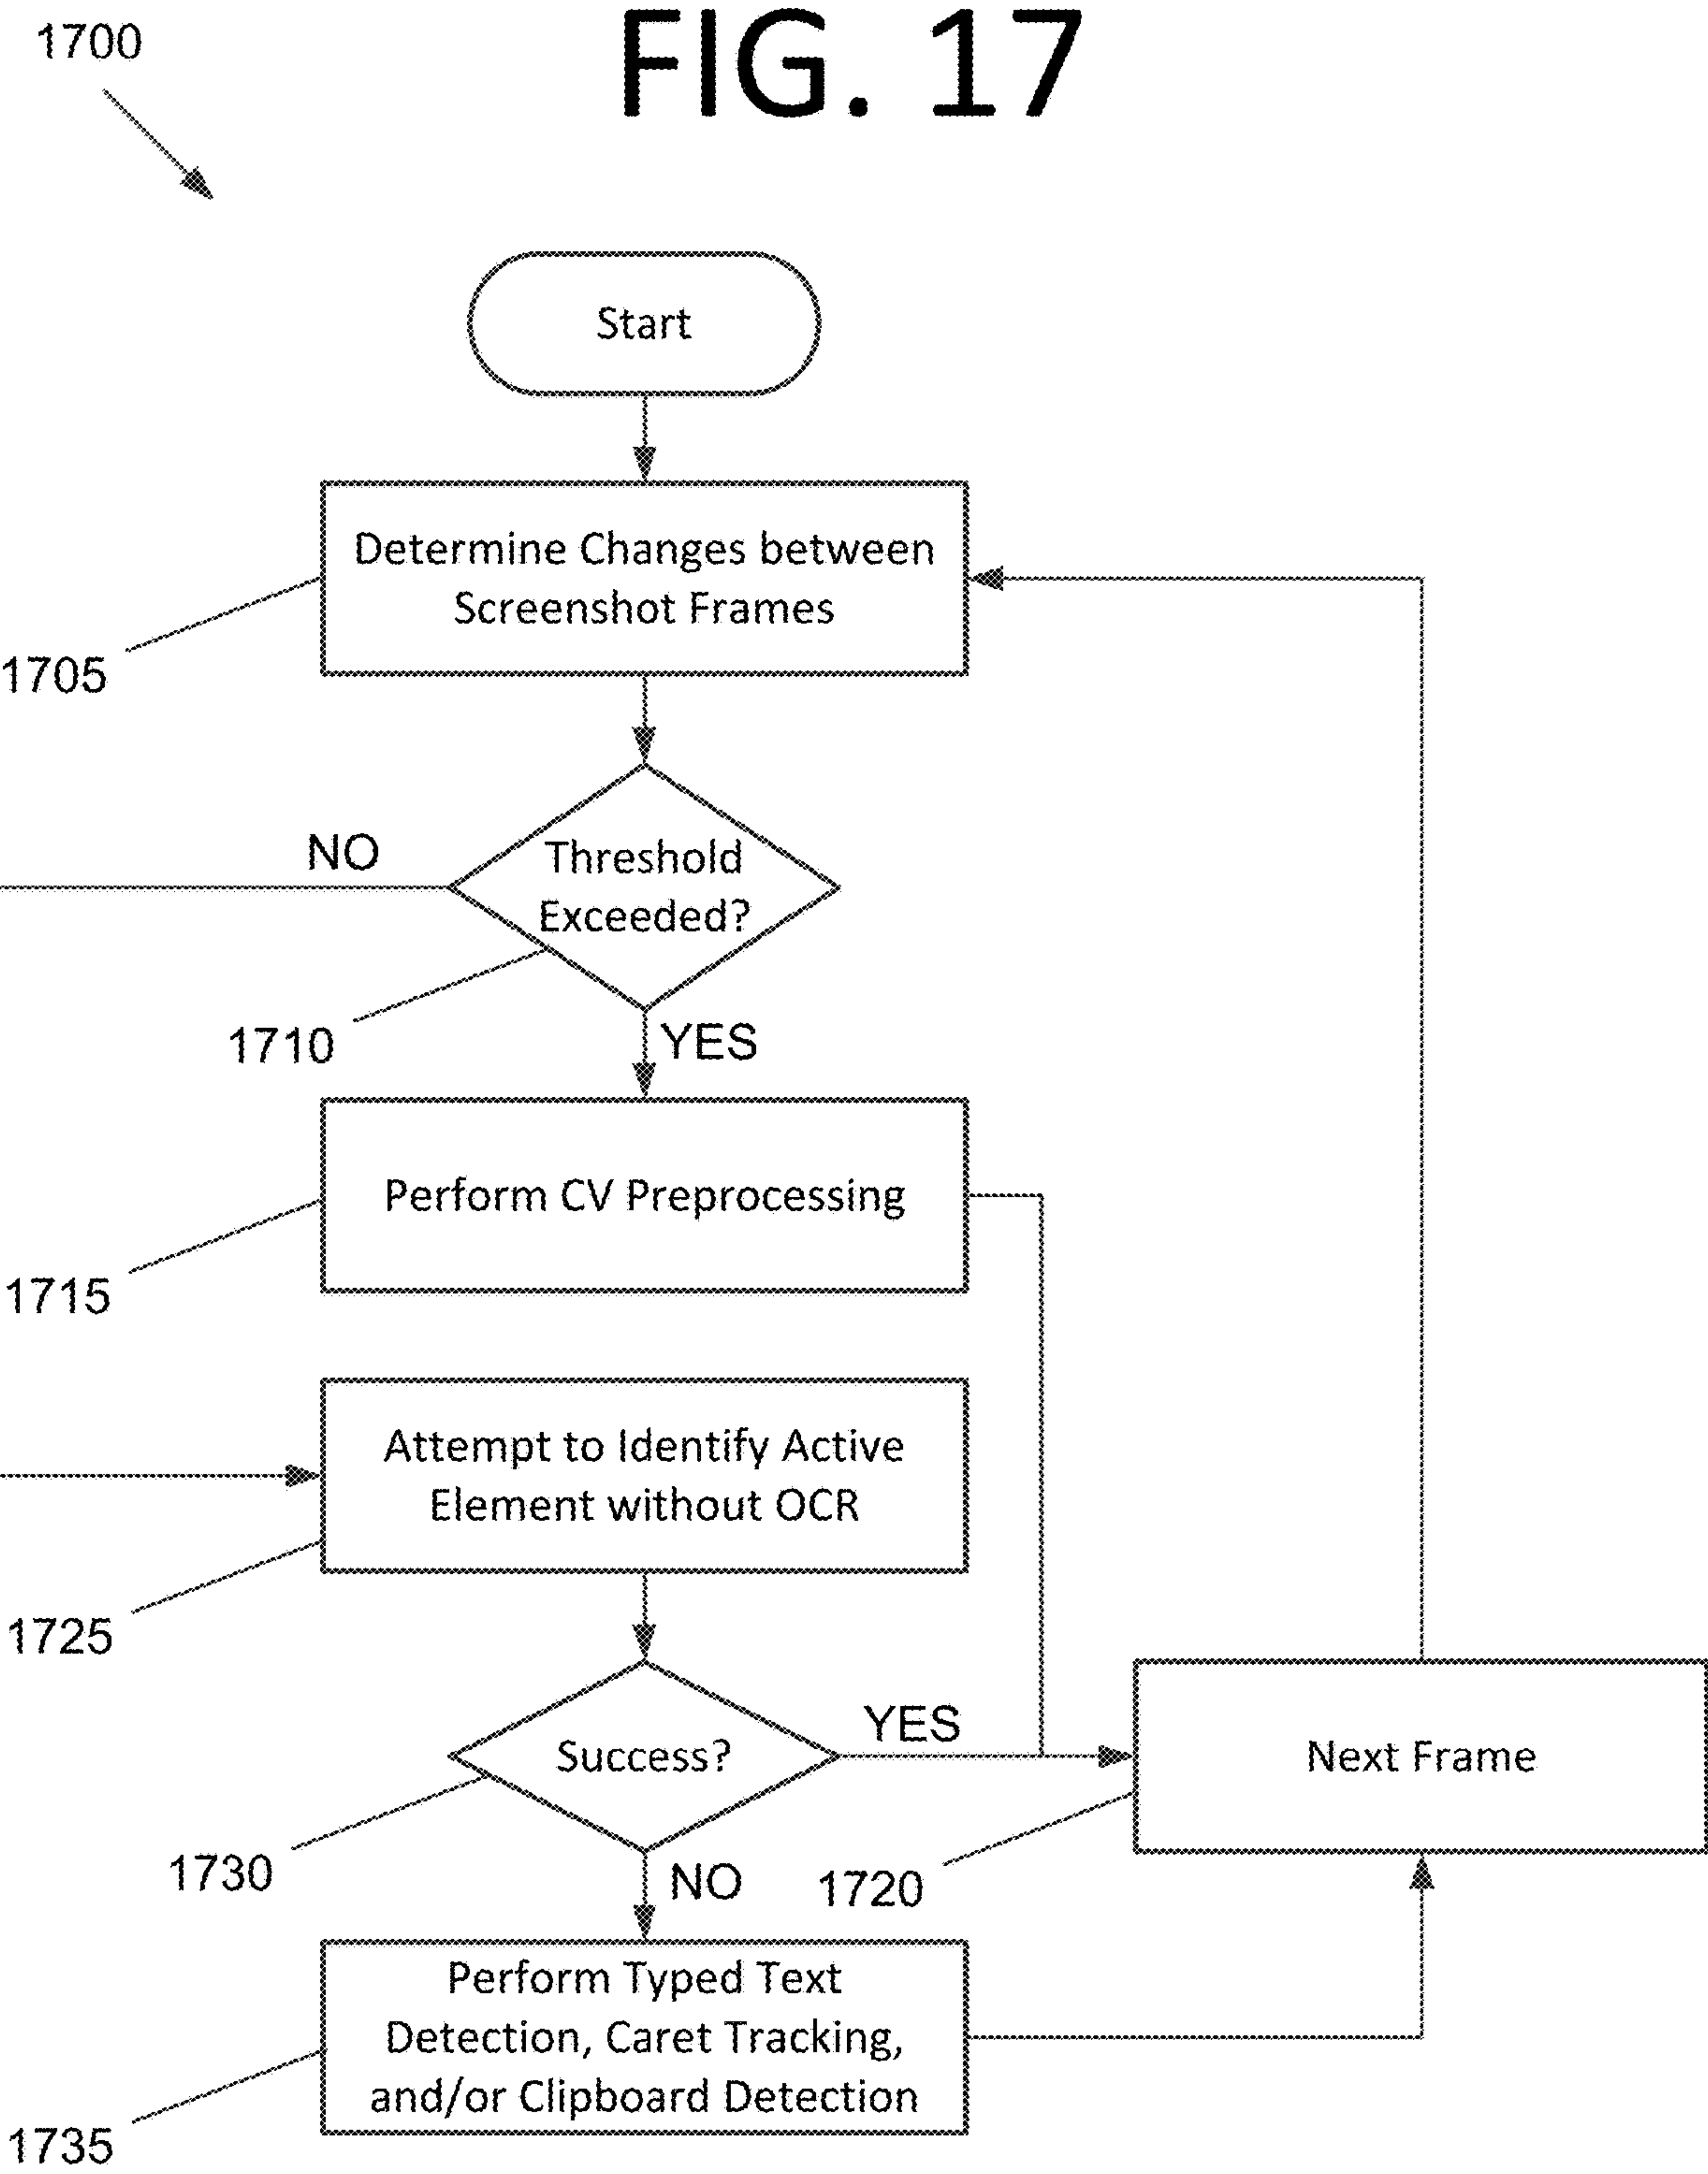 FIG. 17
1700
Start
Determine Changes between
Screenshot Frames
1705
NO
Threshold
Exceeded?
1710
YES
Perform CV Preprocessing
1715
Attempt to Identify Active
Element without OCR
1725
Success?
YES
Next Frame
1730
NO
1720
Perform Typed Text
Detection, Caret Tracking,
and/or Clipboard Detection
1735